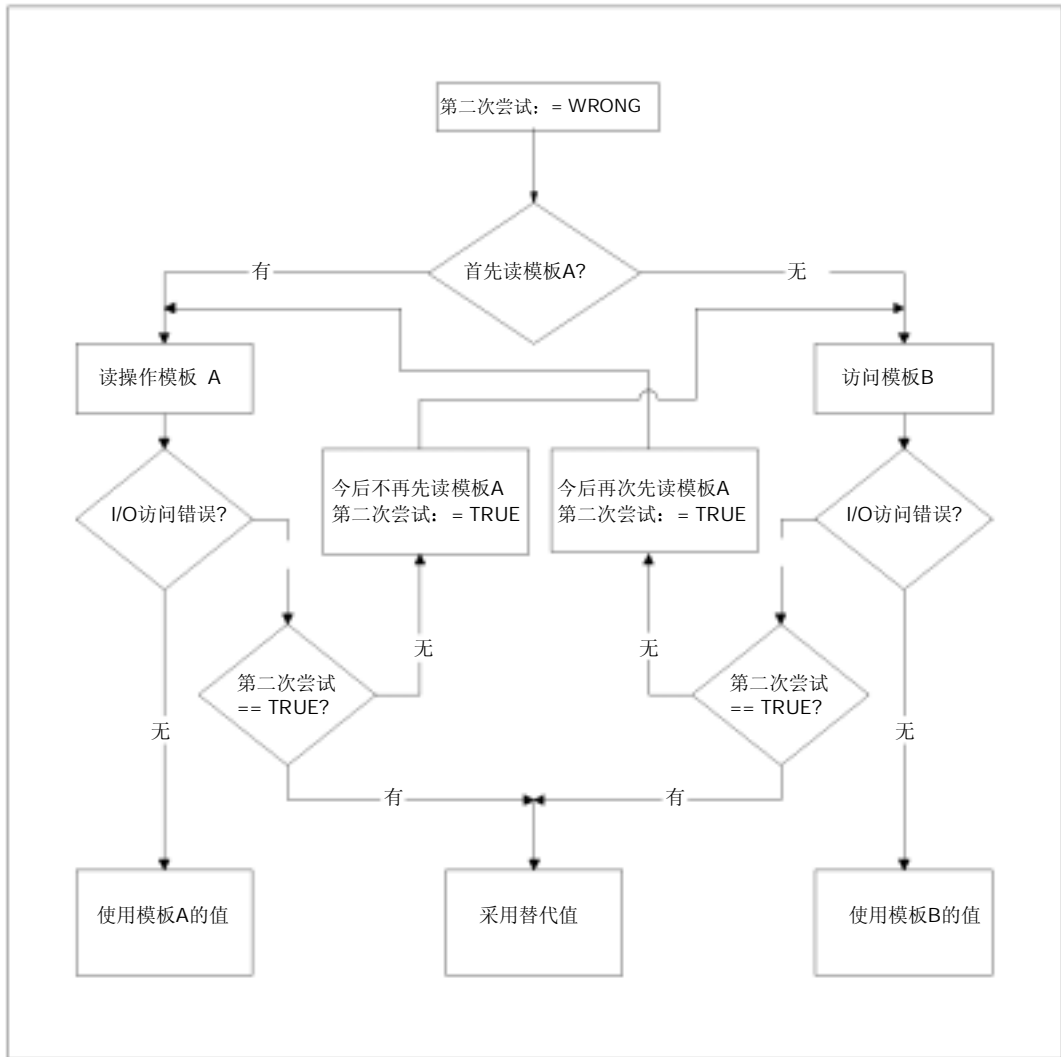 第二次尝试：= WRONG
首先读模板A?
有
无
读操作模板 A
访问模板B
今后不再先读模板A
第二次尝试：= TRUE
今后再次先读模板A
第二次尝试：= TRUE
I/O访问错误?
I/O访问错误?
无
无
第二次尝试
== TRUE?
第二次尝试
== TRUE?
无
无
有
有
使用模板A的值
采用替代值
使用模板B的值